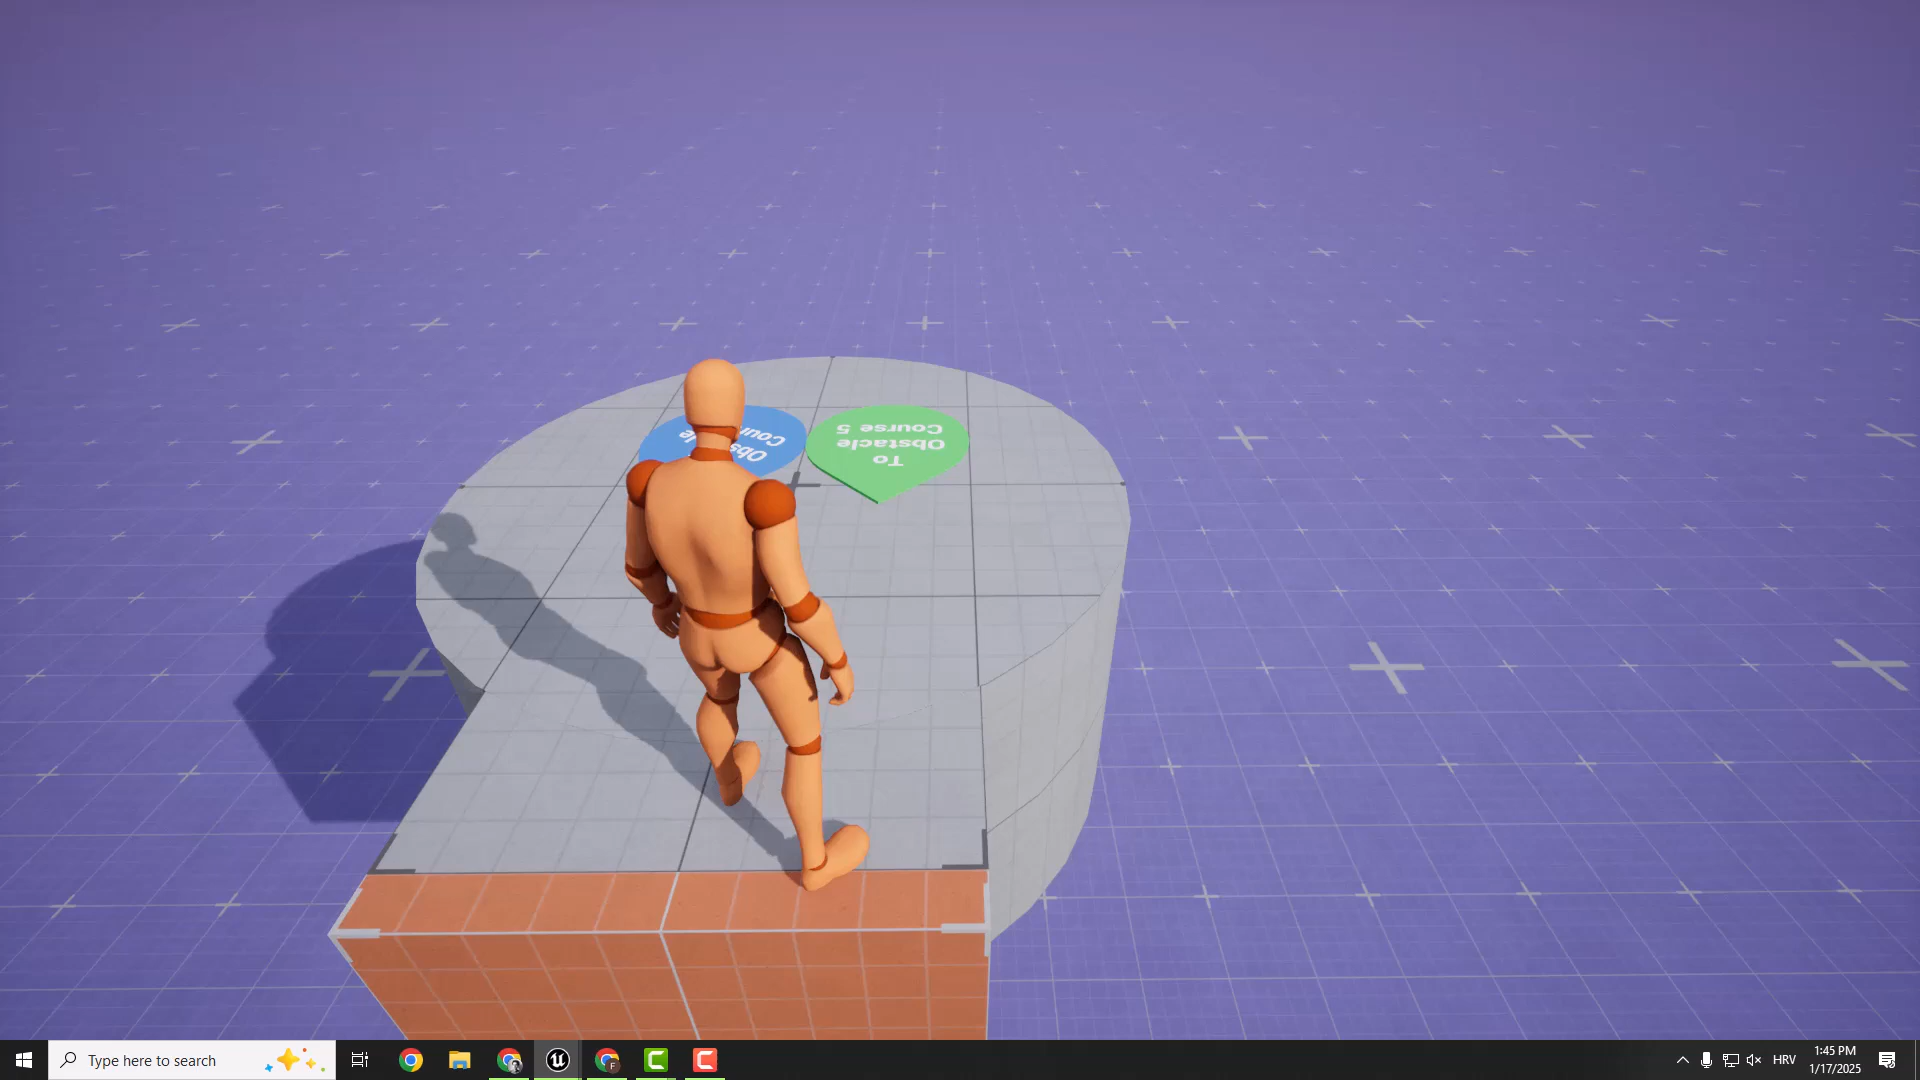 To
Obstacle
Course 5
Type here to search
HRV
1:45 PM
1/17/2025